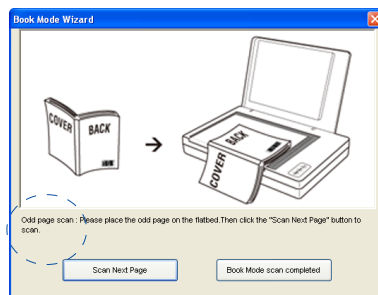 Book Mode Wizard
COVER
BACK
BACK
COVER
Odd page scan : Please place the odd page on the flatbed.Then click the "Scan Next Page" button to
scan.
Scan Next Page
Book Mode scan completed